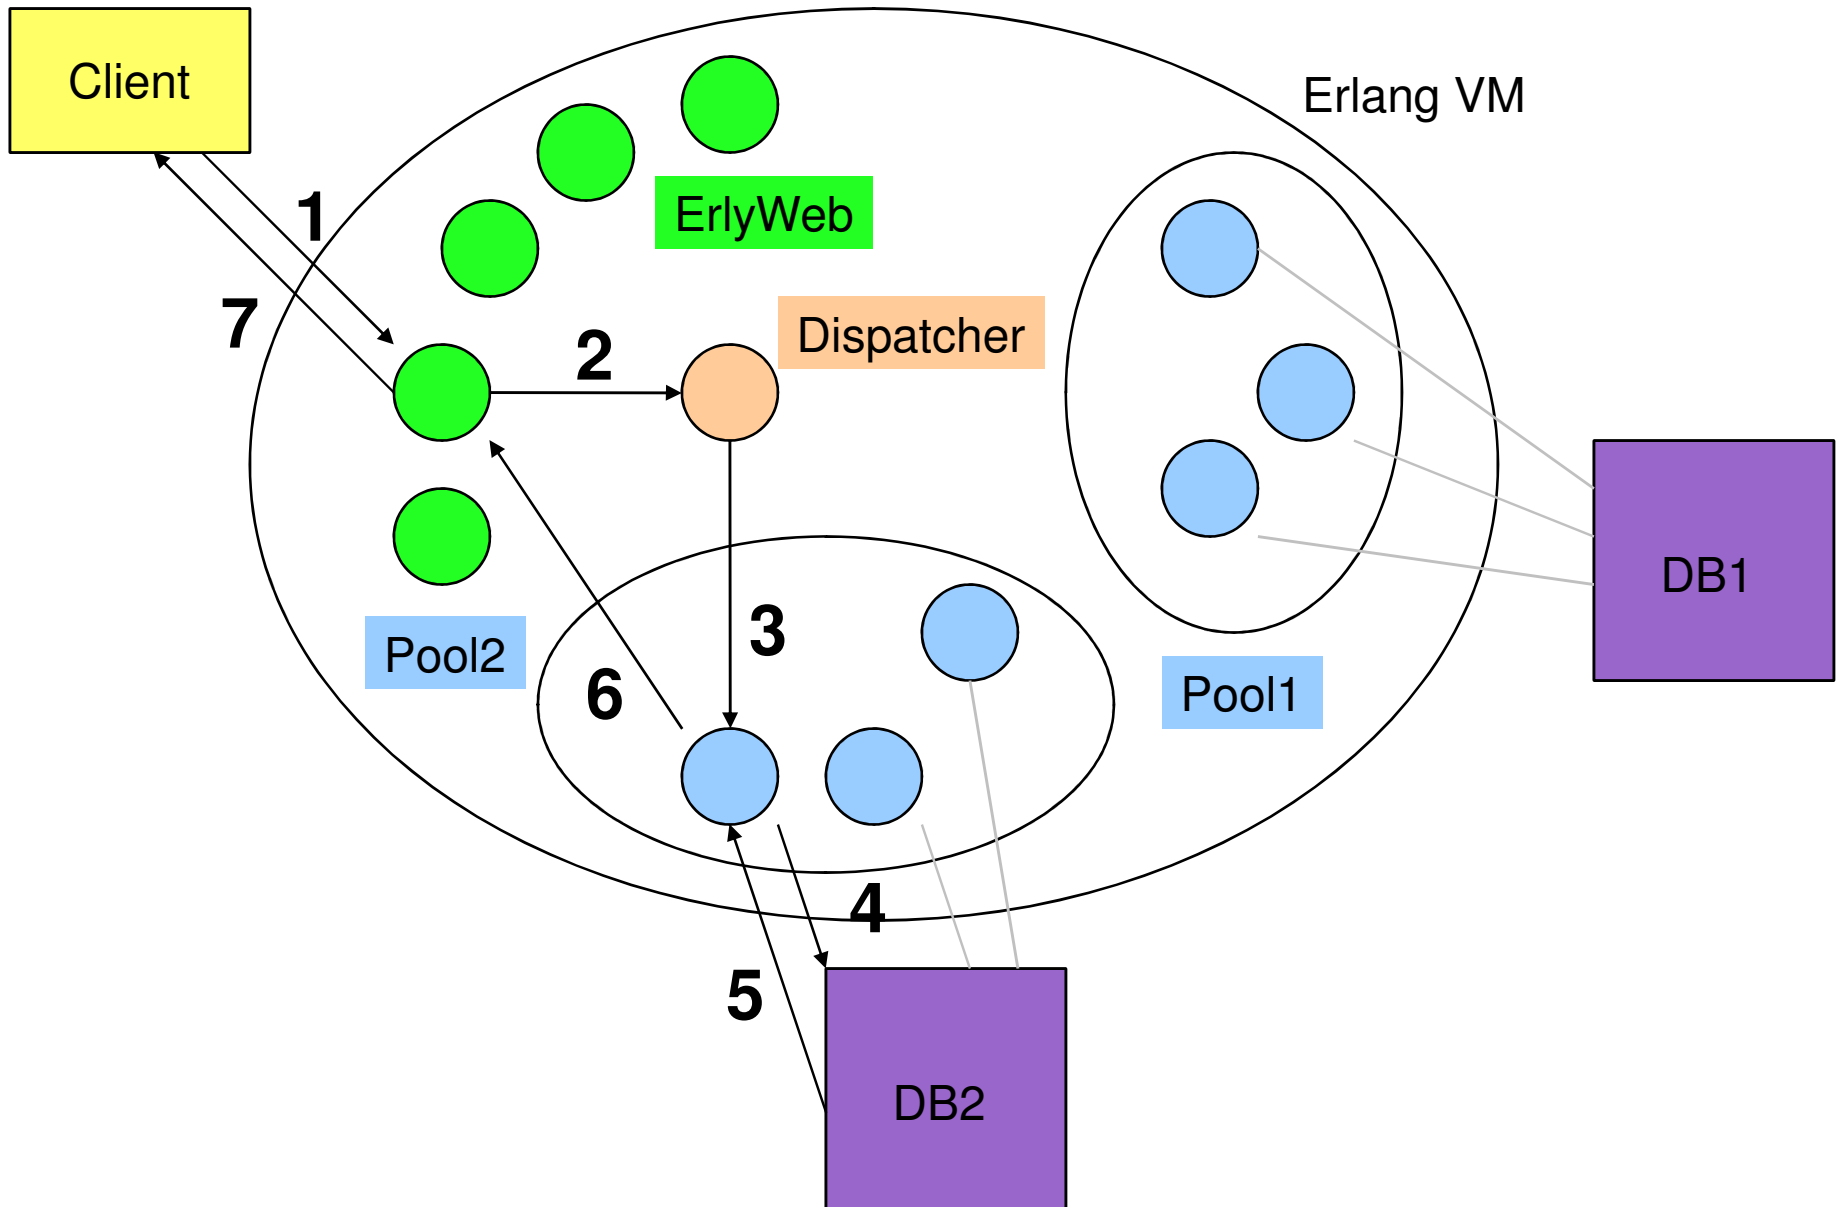 Client
Erlang VM
1
ErlyWeb
7
2
Dispatcher
DB1
3
Pool2
6
Pool1
4
5
DB2